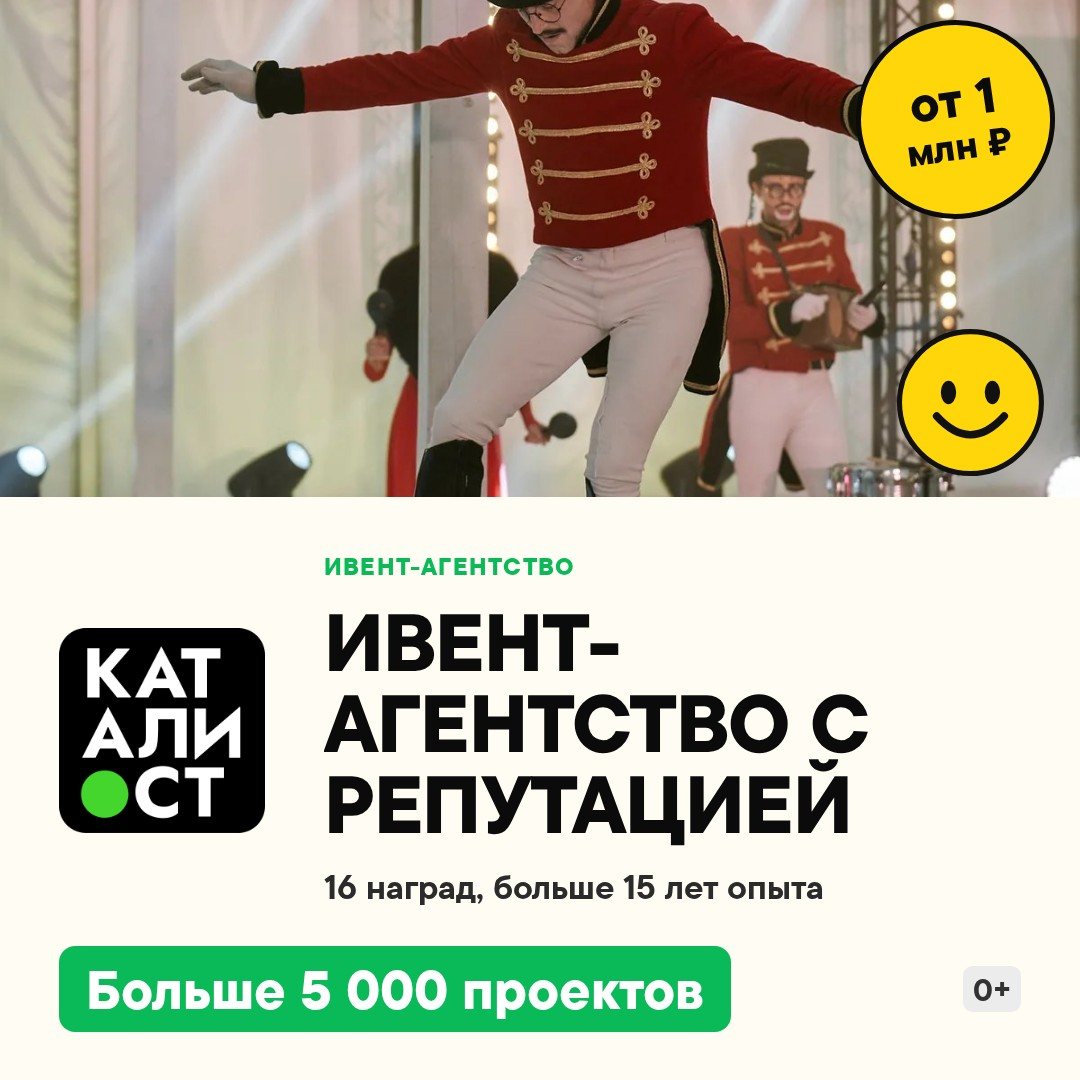 от 1
млн ₽
ИВЕНТ-АГЕНТСТВО
ИВЕНТ-
АГЕНТСТВО С
РЕПУТАЦИЕЙ
КАТ
АЛИ
СТ
16 наград, больше 15 лет опыта
Больше 5 000 проектов
0+